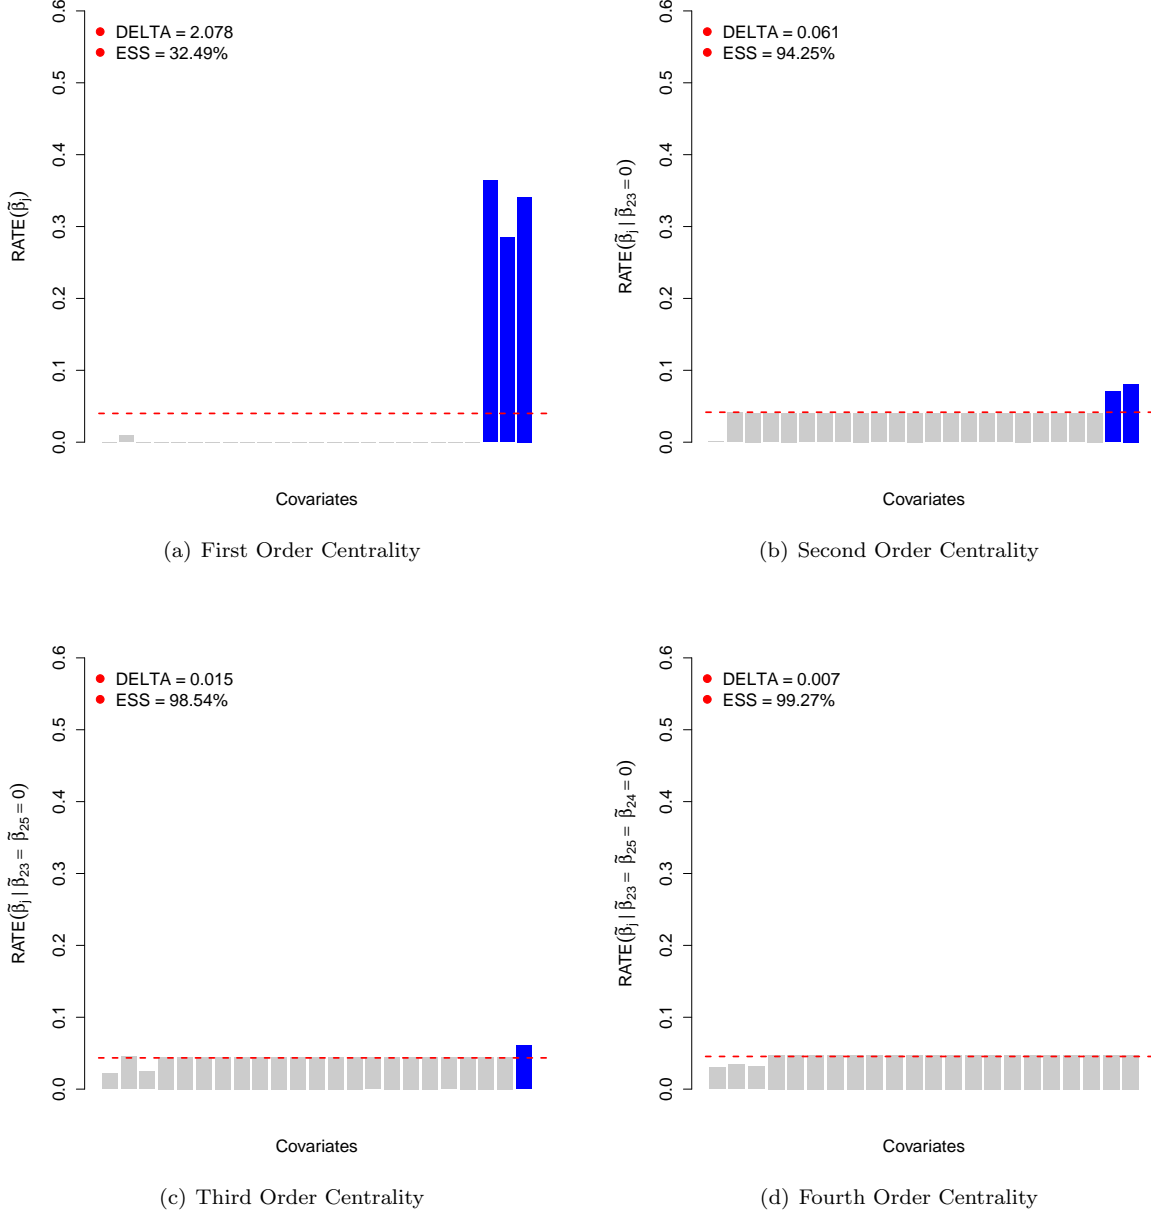 DELTA = 2.078
ESS = 32.49%
RATE(β̃j)
0.0 0.1 0.2 0.3 0.4 0.5 0.6
Covariates
(a) First Order Centrality
DELTA = 0.061
ESS = 94.25%
RATE(β̃j | β̃23 = 0)
0.0 0.1 0.2 0.3 0.4 0.5 0.6
Covariates
(b) Second Order Centrality
DELTA = 0.015
ESS = 98.54%
RATE(β̃j | β̃23 = β̃25 = 0)
0.0 0.1 0.2 0.3 0.4 0.5 0.6
Covariates
(c) Third Order Centrality
DELTA = 0.007
ESS = 99.27%
RATE(β̃j | β̃23 = β̃25 = β̃24 = 0)
0.0 0.1 0.2 0.3 0.4 0.5 0.6
Covariates
(d) Fourth Order Centrality